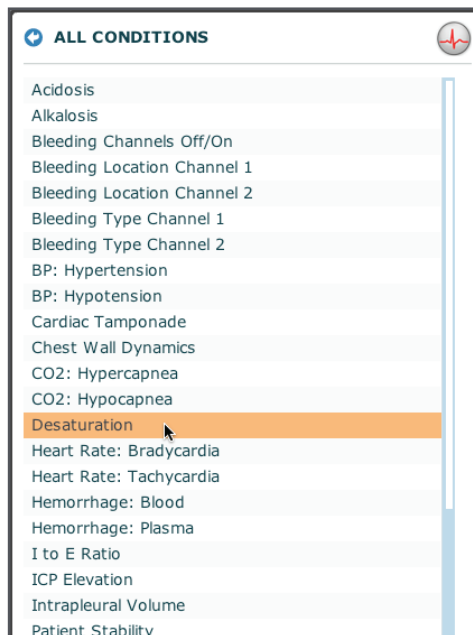 ALL CONDITIONS
Acidosis
Alkalosis
Bleeding Channels Off/On
Bleeding Location Channel 1
Bleeding Location Channel 2
Bleeding Type Channel 1
Bleeding Type Channel 2
BP: Hypertension
BP: Hypotension
Cardiac Tamponade
Chest Wall Dynamics
CO2: Hypercapnea
CO2: Hypocapnea
Desaturation
Heart Rate: Bradycardia
Heart Rate: Tachycardia
Hemorrhage: Blood
Hemorrhage: Plasma
I to E Ratio
ICP Elevation
Intrapleural Volume
Patient Stability